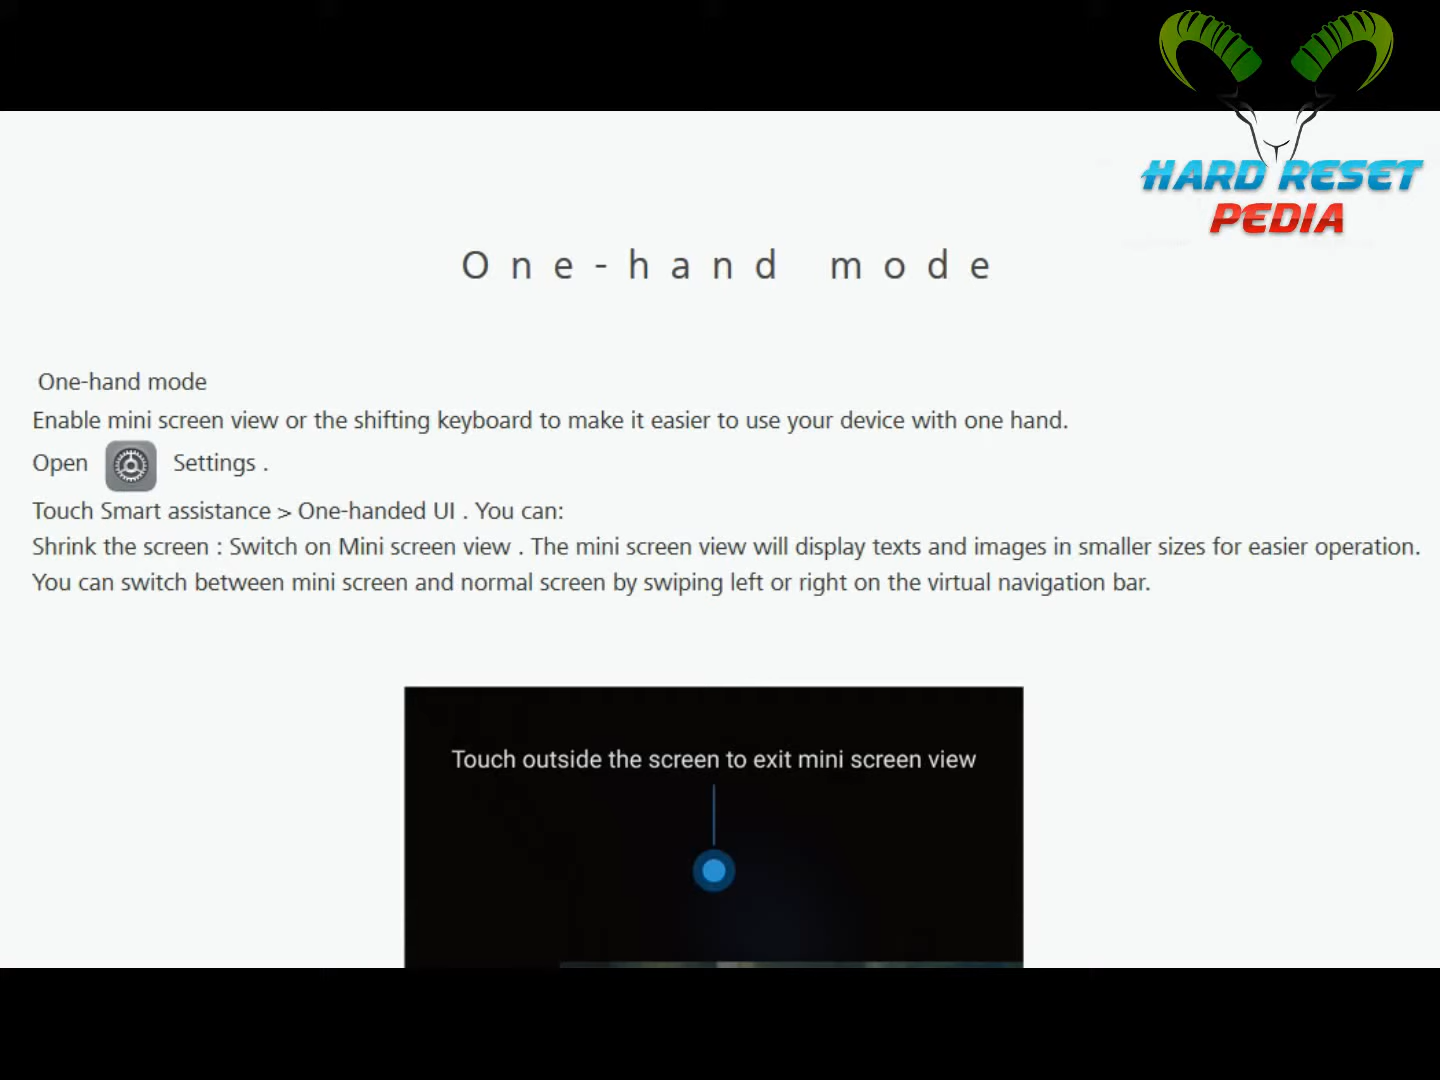 HARD RESET
PEDIA
One-hand mode
One-hand mode
Enable mini screen view or the shifting keyboard to make it easier to use your device with one hand.
Open Settings .
Touch Smart assistance > One-handed UI . You can:
Shrink the screen : Switch on Mini screen view . The mini screen view will display texts and images in smaller sizes for easier operation.
You can switch between mini screen and normal screen by swiping left or right on the virtual navigation bar.
Touch outside the screen to exit mini screen view